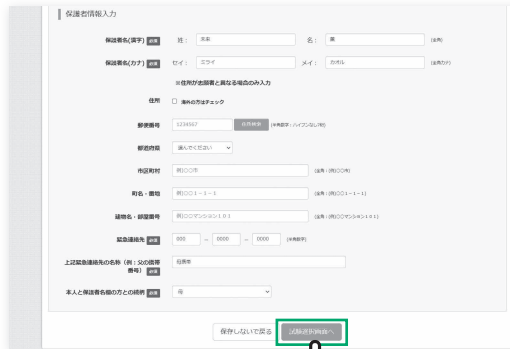 保護者情報入力
保護者名(漢字) 必須 姓： 未来 名： 薫 (全角)
保護者名(カナ) 必須 セイ： ミライ メイ： カオル (全角カナ)
※住所が志願者と異なる場合のみ入力
住所 海外の方はチェック
郵便番号 1234567 住所検索 (半角数字：ハイフンなし7桁)
都道府県 選んでください
市区町村 例)〇〇市 (全角：(例)〇〇市)
町名・番地 例)〇〇１－１－１ (全角：(例)〇〇１－１－１)
建物名・部屋番号 例)〇〇マンション１０１ (全角：(例)〇〇マンション１０１)
緊急連絡先 必須 000 - 0000 - 0000 (半角数字)
上記緊急連絡先の名称（例：父の携帯
番号） 必須 母携帯
本人と保護者名欄の方との続柄 必須 母
保存しないで戻る 試験選択画面へ